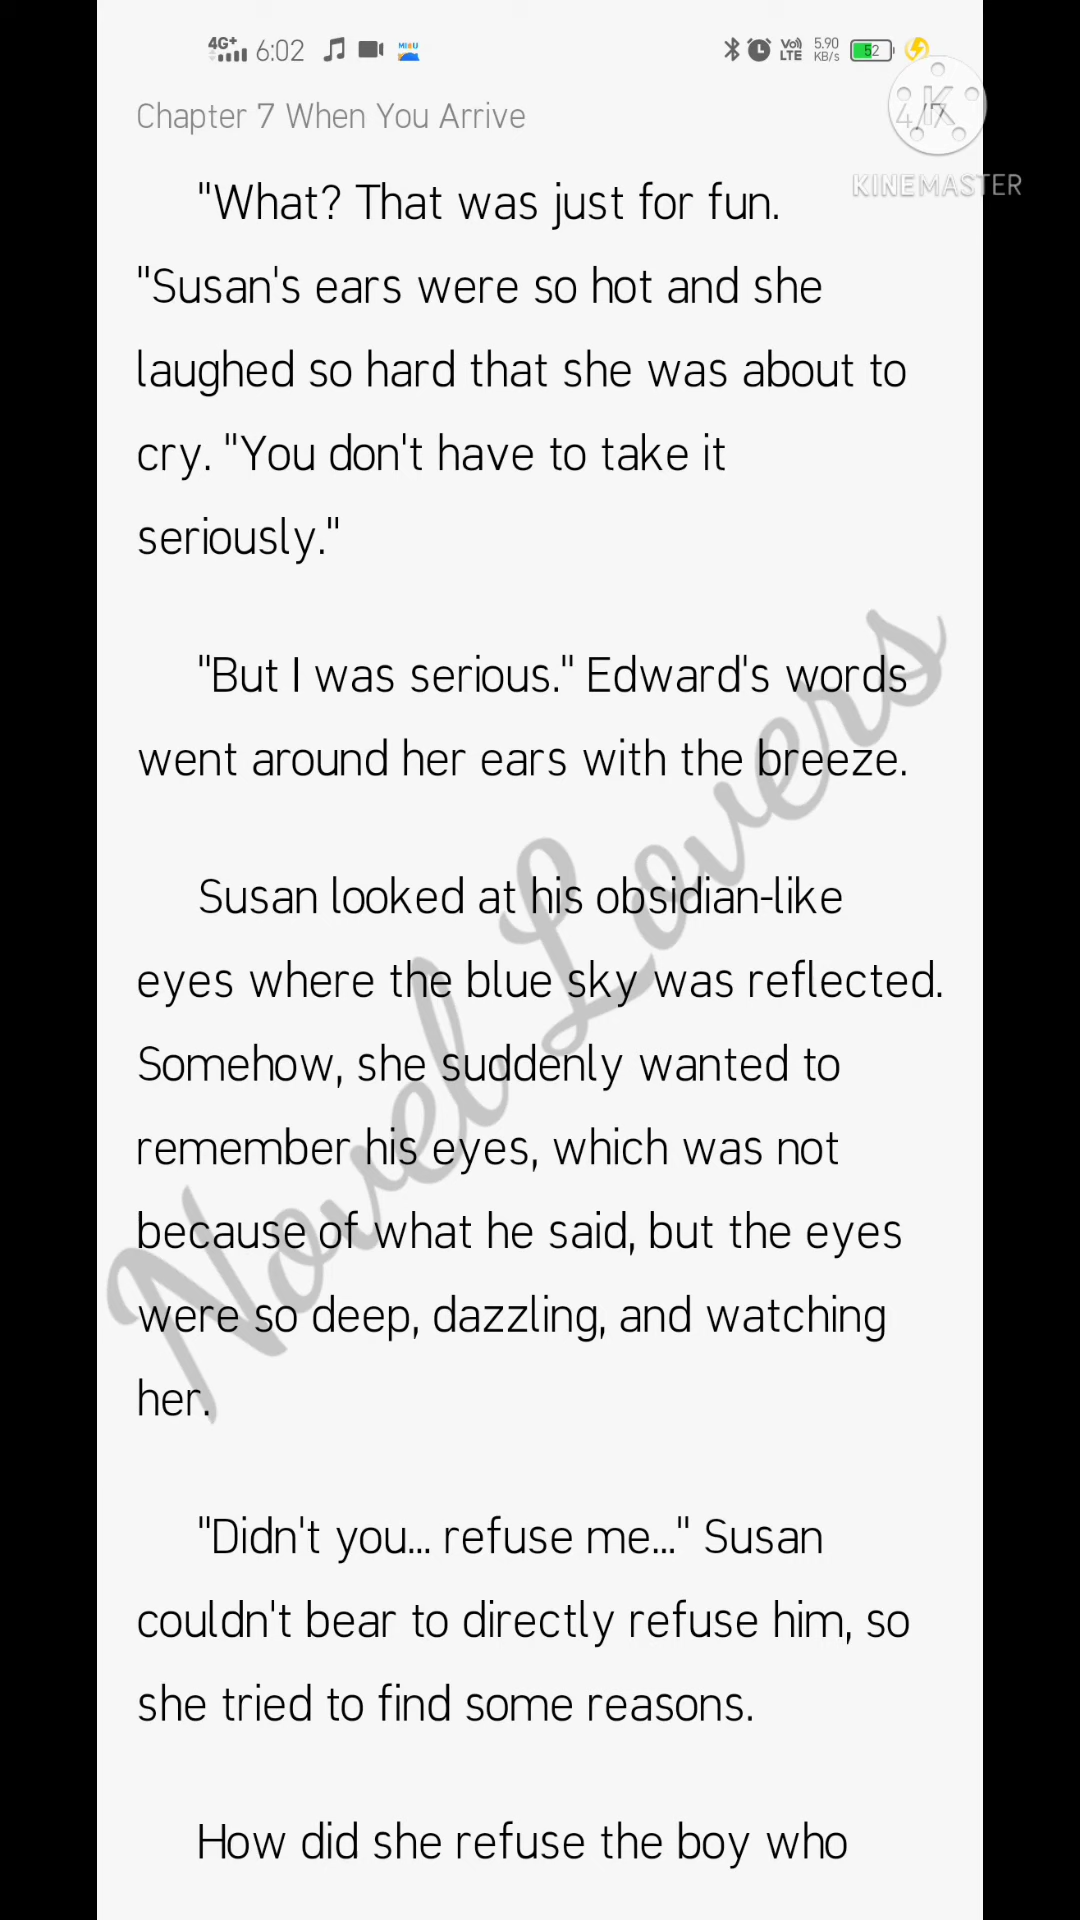 4G+ 6:02 MI U Vo) LTE 5.90 KB/s 52
Chapter 7 When You Arrive 4/7
KINEMASTER
"What? That was just for fun.
"Susan's ears were so hot and she
laughed so hard that she was about to
cry. "You don't have to take it
seriously."
"But I was serious." Edward's words
went around her ears with the breeze.
Susan looked at his obsidian-like
eyes where the blue sky was reflected.
Somehow, she suddenly wanted to
remember his eyes, which was not
because of what he said, but the eyes
were so deep, dazzling, and watching
her.
"Didn't you... refuse me..." Susan
couldn't bear to directly refuse him, so
she tried to find some reasons.
How did she refuse the boy who
Novel Lovers